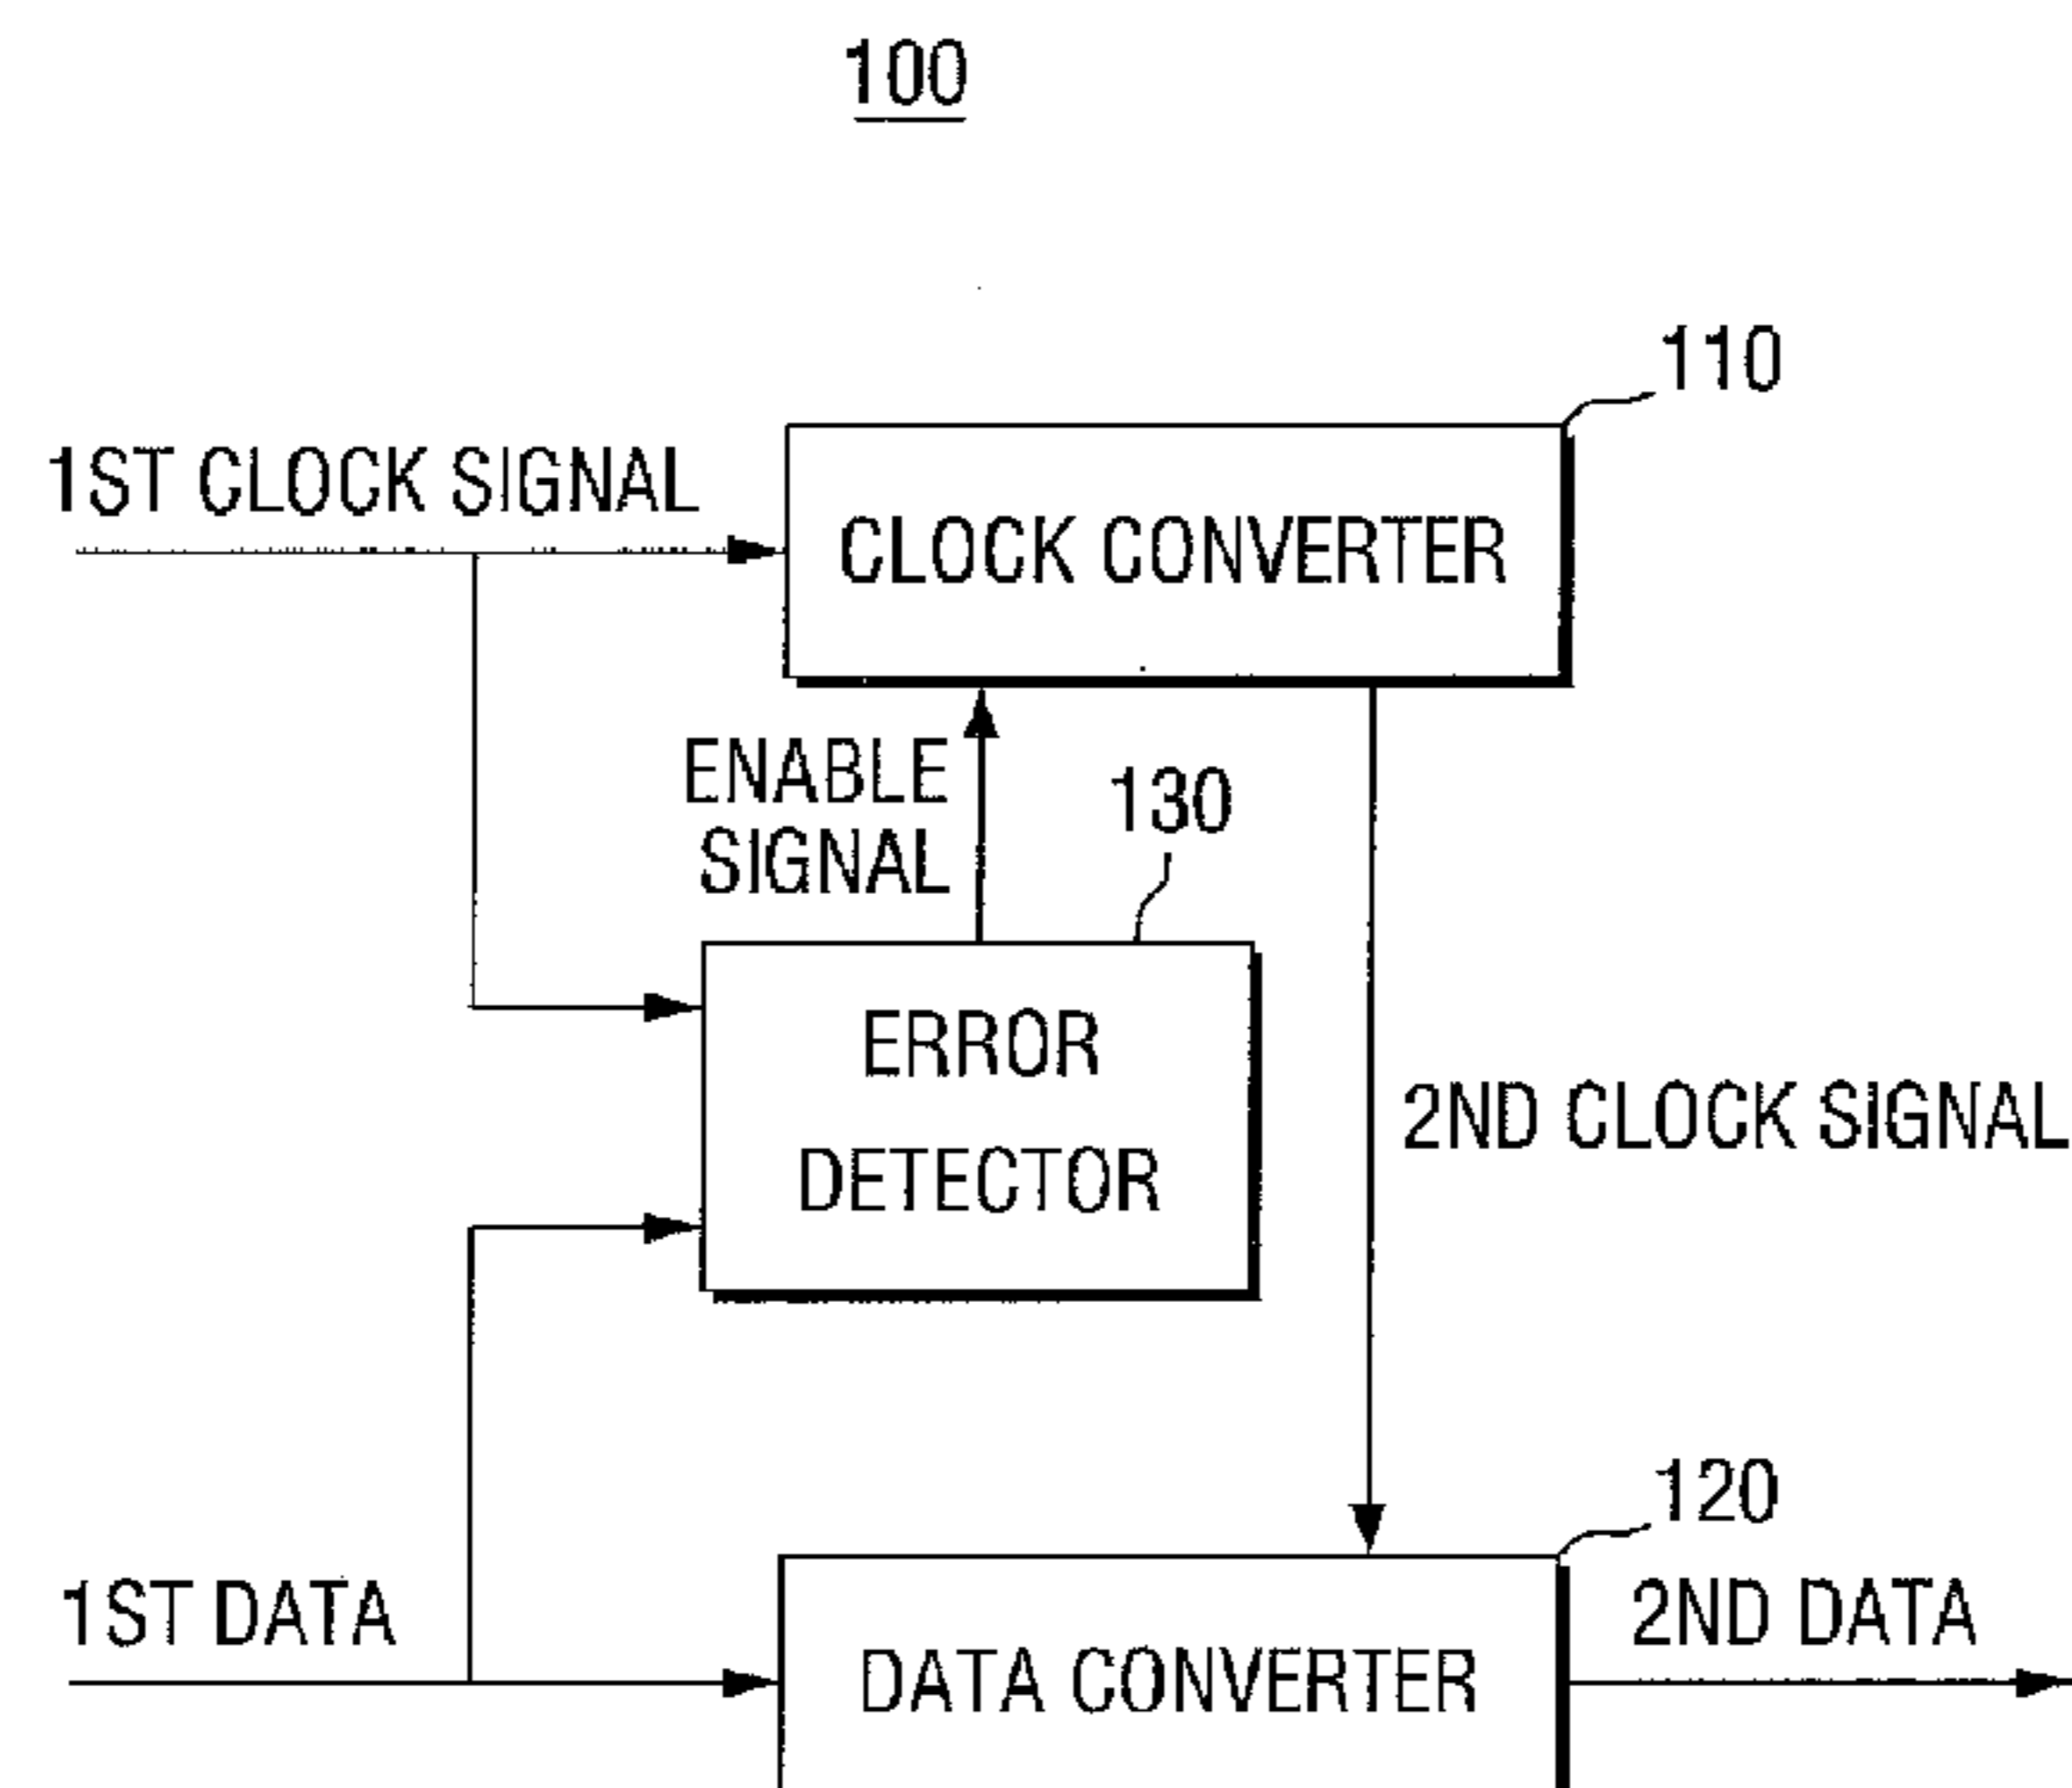 100
110
1ST CLOCK SIGNAL
CLOCK CONVERTER
ENABLE
SIGNAL
130
ERROR
DETECTOR
2ND CLOCK SIGNAL
120
1ST DATA
DATA CONVERTER
2ND DATA